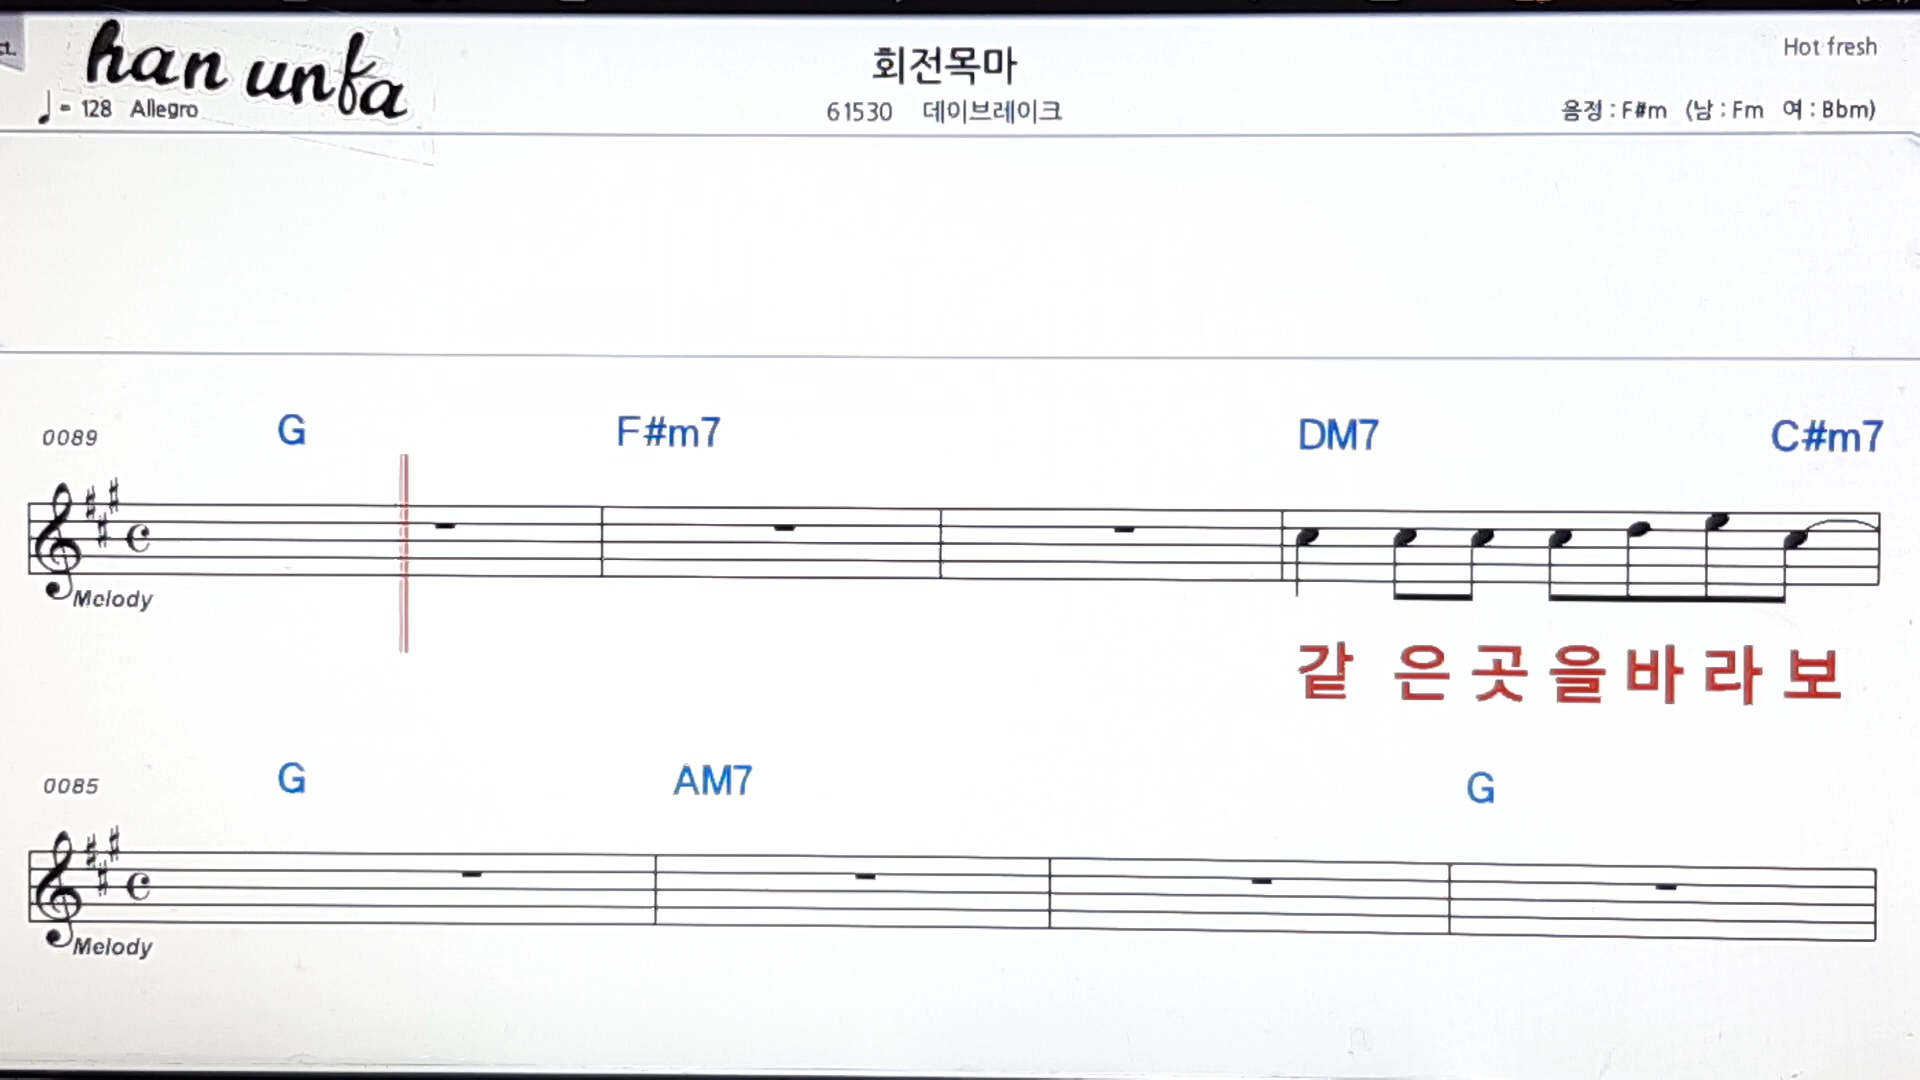 han unfa
회전목마
Hot fresh
♩= 128 Allegro
61530 데이브레이크
음정 : F#m (남 : Fm 여 : Bbm)
0089 G F#m7 DM7 C#m7
Melody
같 은 곳 을 바 라 보
0085 G AM7 G
Melody